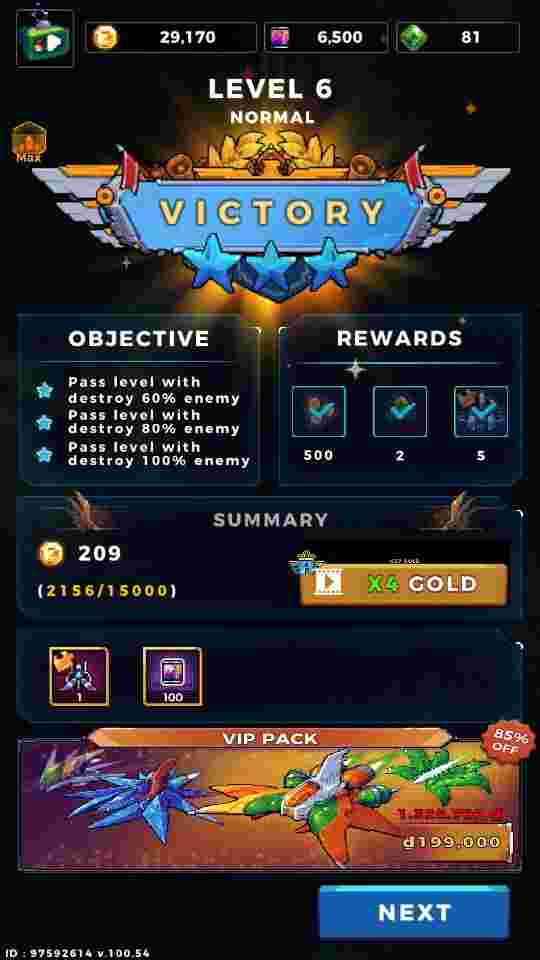 29,170
6,500
81
LEVEL 6
NORMAL
Max
VICTORY
OBJECTIVE
Pass level with
destroy 60% enemy
Pass level with
destroy 80% enemy
Pass level with
destroy 100% enemy
REWARDS
500
2
5
SUMMARY
209
(2156/15000)
X4 GOLD
1
100
VIP PACK
85%
OFF
đ199,000
NEXT
ID : 97592614 v.100.54